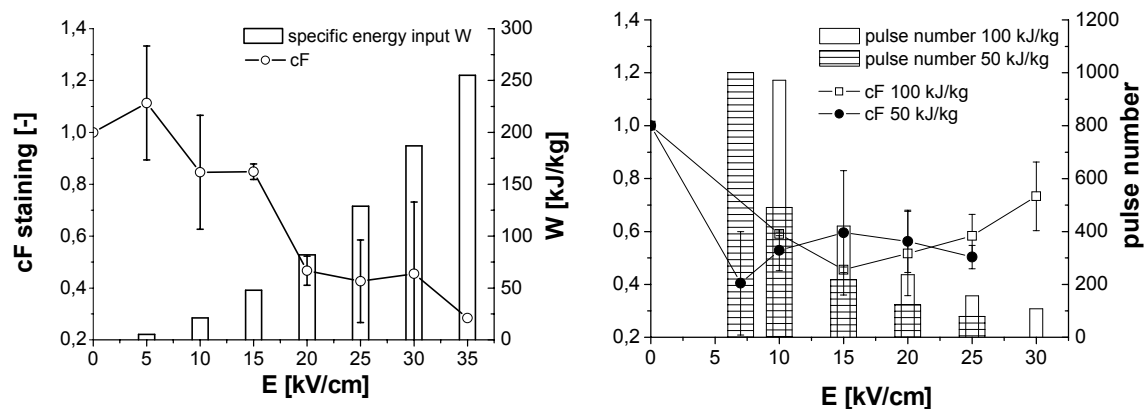 specific energy input W
cF
1,4
1,2
1,0
0,8
0,6
0,4
0,2
cF staining [-]
300
250
200
150
100
50
0
W [kJ/kg]
0 5 10 15 20 25 30 35
E [kV/cm]
pulse number 100 kJ/kg
pulse number 50 kJ/kg
cF 100 kJ/kg
cF 50 kJ/kg
1,4
1,2
1,0
0,8
0,6
0,4
0,2
1200
1000
800
600
400
200
0
pulse number
0 5 10 15 20 25 30
E [kV/cm]